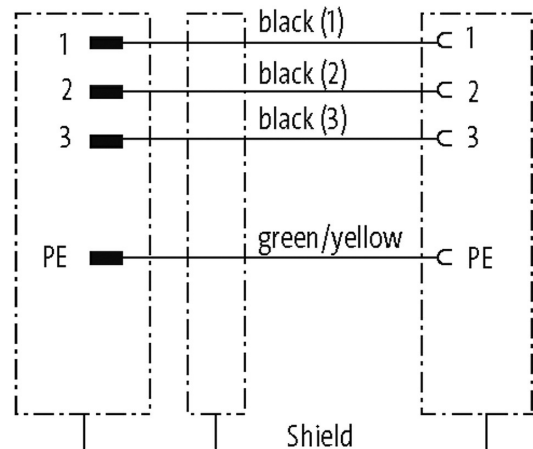 black (1)
1 1
black (2)
2 2
black (3)
3 3
green/yellow
PE PE
Shield